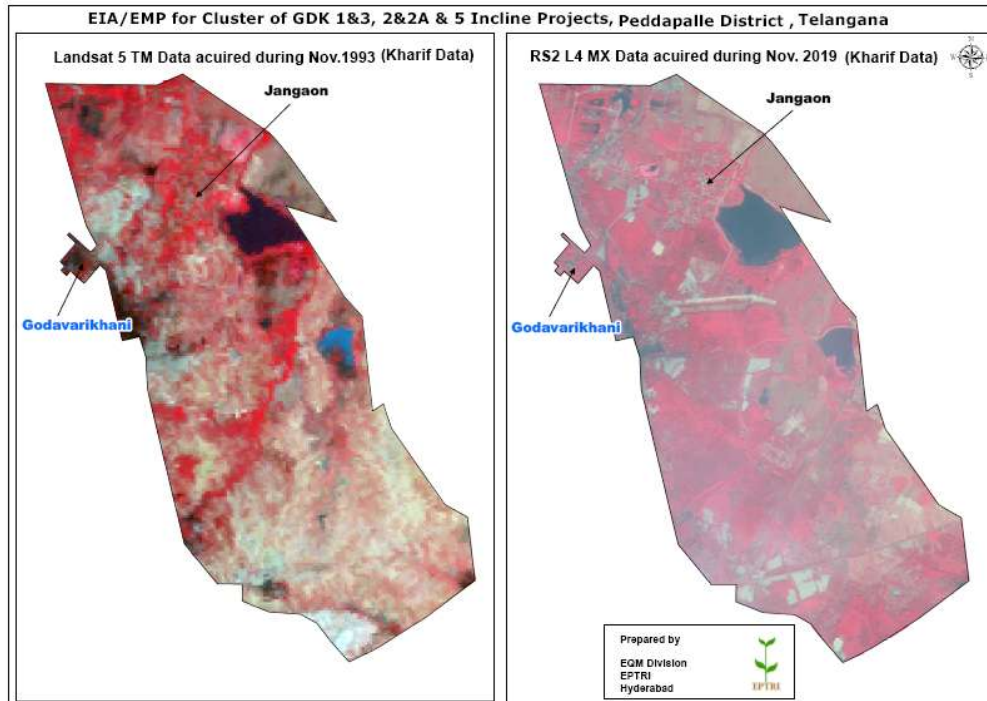 EIA/EMP for Cluster of GDK 1&3, 2&2A & 5 Incline Projects, Peddapalle District , Telangana
Landsat 5 TM Data acuired during Nov.1993 (Kharif Data)
Jangaon
Godavarikhani
RS2 L4 MX Data acuired during Nov. 2019 (Kharif Data)
N
Jangaon
Godavarikhani
Prepared by
EQM Division
EPTRI
Hyderabad
EPTRI